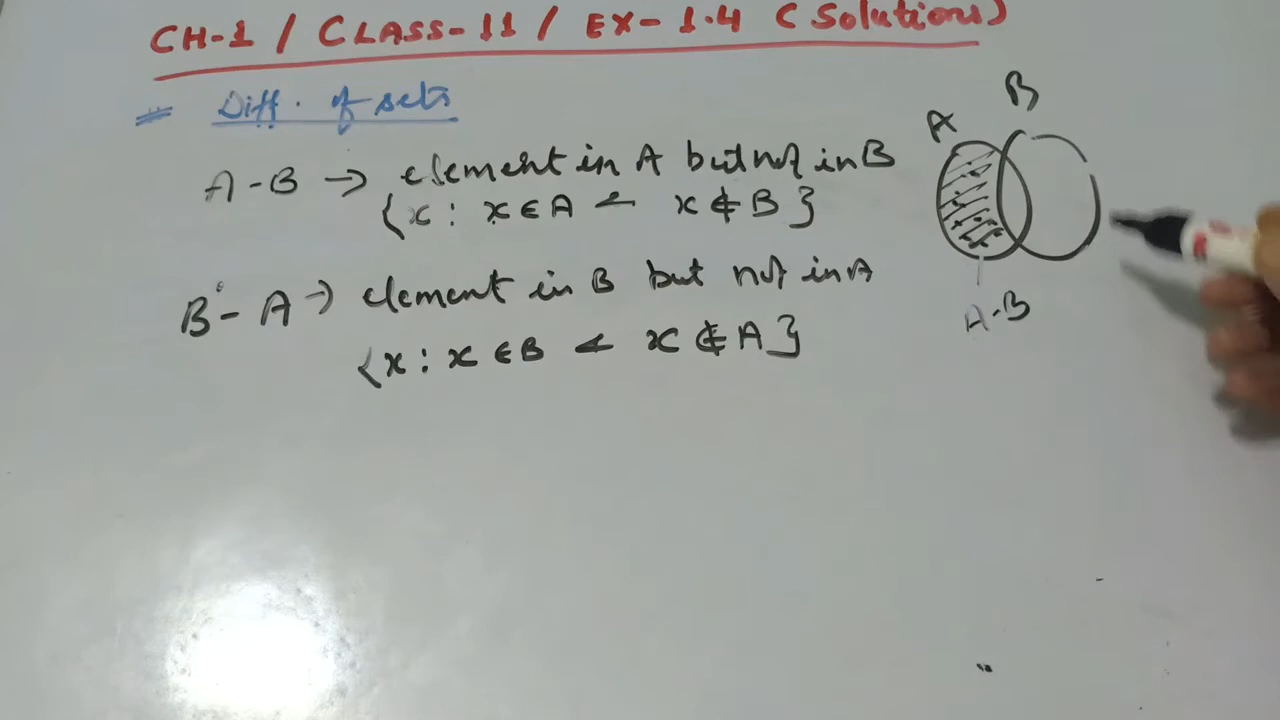 CH-1 / CLASS-11 / EX-1.4 (Solutions)
Diff. of sets
A-B → element in A but not in B
{x : x ∈ A & x ∉ B}
B - A → element in B but not in A
{x : x ∈ B & x ∉ A}
A B
A-B